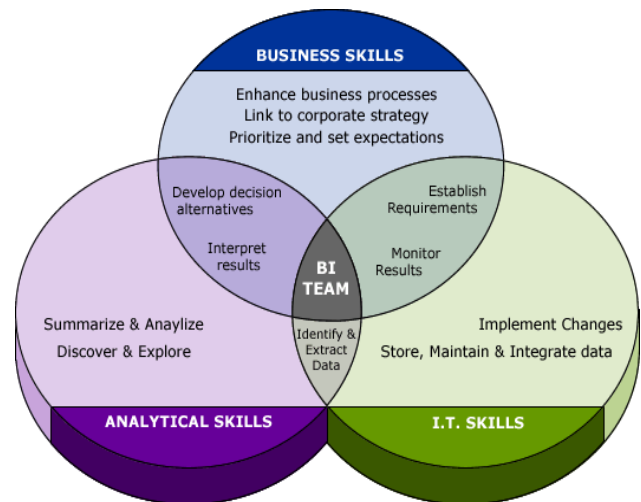 BUSINESS SKILLS
Enhance business processes
Link to corporate strategy
Prioritize and set expectations
Develop decision
alternatives
Interpret
results
Establish
Requirements
Monitor
Results
BI
TEAM
Summarize & Anaylize
Discover & Explore
Identify &
Extract
Data
Implement Changes
Store, Maintain & Integrate data
ANALYTICAL SKILLS
I.T. SKILLS